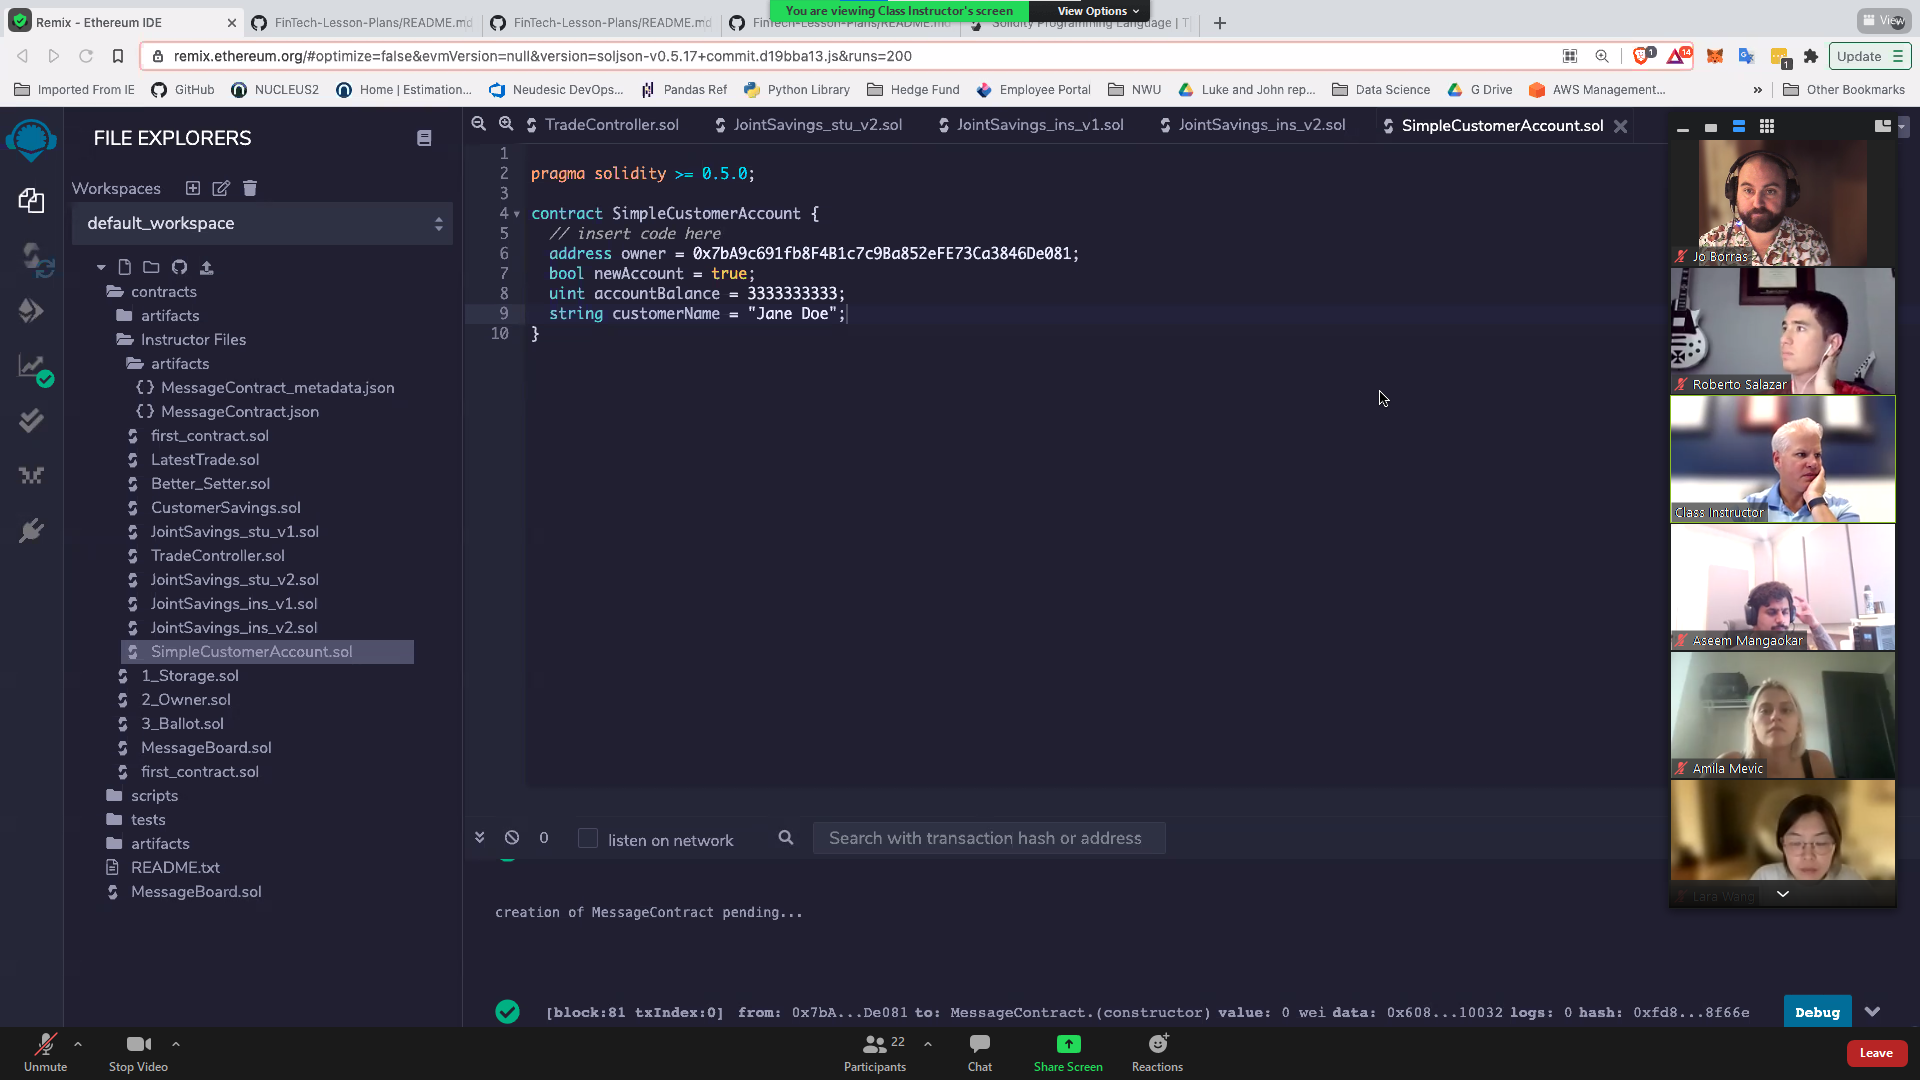 You are viewing Class Instructor's screen
View Options
View
Remix - Ethereum IDE
FinTech-Lesson-Plans/README.md
FinTech-Lesson-Plans/README.md
FinTech-Lesson-Plans/README.md
Solidity Programming Language | T
remix.ethereum.org/#optimize=false&evmVersion=null&version=soljson-v0.5.17+commit.d19bba13.js&runs=200
1
14
1
Update
Imported From IE
GitHub
NUCLEUS2
Home | Estimation...
Neudesic DevOps...
Pandas Ref
Python Library
Hedge Fund
Employee Portal
NWU
Luke and John rep...
Data Science
G Drive
AWS Management...
»
Other Bookmarks
FILE EXPLORERS
Workspaces
default_workspace
contracts
artifacts
Instructor Files
artifacts
MessageContract_metadata.json
MessageContract.json
first_contract.sol
LatestTrade.sol
Better_Setter.sol
CustomerSavings.sol
JointSavings_stu_v1.sol
TradeController.sol
JointSavings_stu_v2.sol
JointSavings_ins_v1.sol
JointSavings_ins_v2.sol
SimpleCustomerAccount.sol
1_Storage.sol
2_Owner.sol
3_Ballot.sol
MessageBoard.sol
first_contract.sol
scripts
tests
artifacts
README.txt
MessageBoard.sol
TradeController.sol
JointSavings_stu_v2.sol
JointSavings_ins_v1.sol
JointSavings_ins_v2.sol
SimpleCustomerAccount.sol
1
2 pragma solidity >= 0.5.0;
3
4 contract SimpleCustomerAccount {
5 // insert code here
6 address owner = 0x7bA9c691fb8F4B1c7c9Ba852eFE73Ca3846De081;
7 bool newAccount = true;
8 uint accountBalance = 3333333333;
9 string customerName = "Jane Doe";
10 }
0
listen on network
Search with transaction hash or address
creation of MessageContract pending...
[block:81 txIndex:0] from: 0x7bA...De081 to: MessageContract.(constructor) value: 0 wei data: 0x608...10032 logs: 0 hash: 0xfd8...8f66e
Debug
Jo Borras
Roberto Salazar
Class Instructor
Aseem Mangaokar
Amila Mevic
Lara Wang
Unmute
Stop Video
22
Participants
Chat
Share Screen
Reactions
Leave